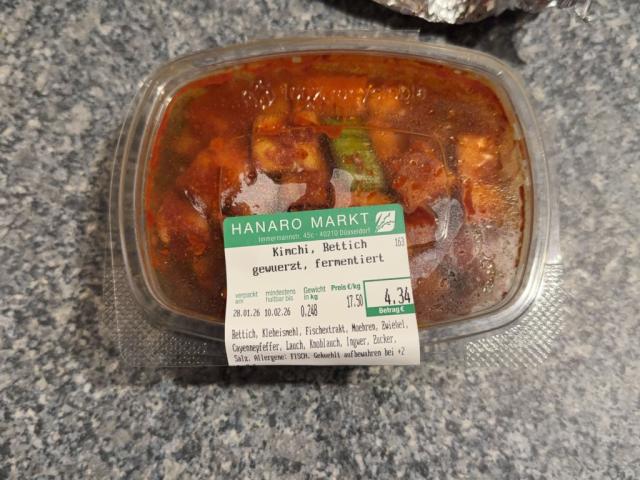 HANARO MARKT
Immermannstr. 45c - 40210 Düsseldorf
Kimchi, Rettich 163
gewuerzt, fermentiert
verpackt am mindestens haltbar bis Gewicht in kg Preis €/kg
28.01.26 10.02.26 0.248 17.50 4.34
Betrag €
Rettich, Klebeismehl, Fischextrakt, Moehren, Zwiebel,
Cayennepfeffer, Lauch, Knoblauch, Ingwer, Zucker,
Salz. Allergene: FISCH. Gekuehlt aufbewahren bei +2